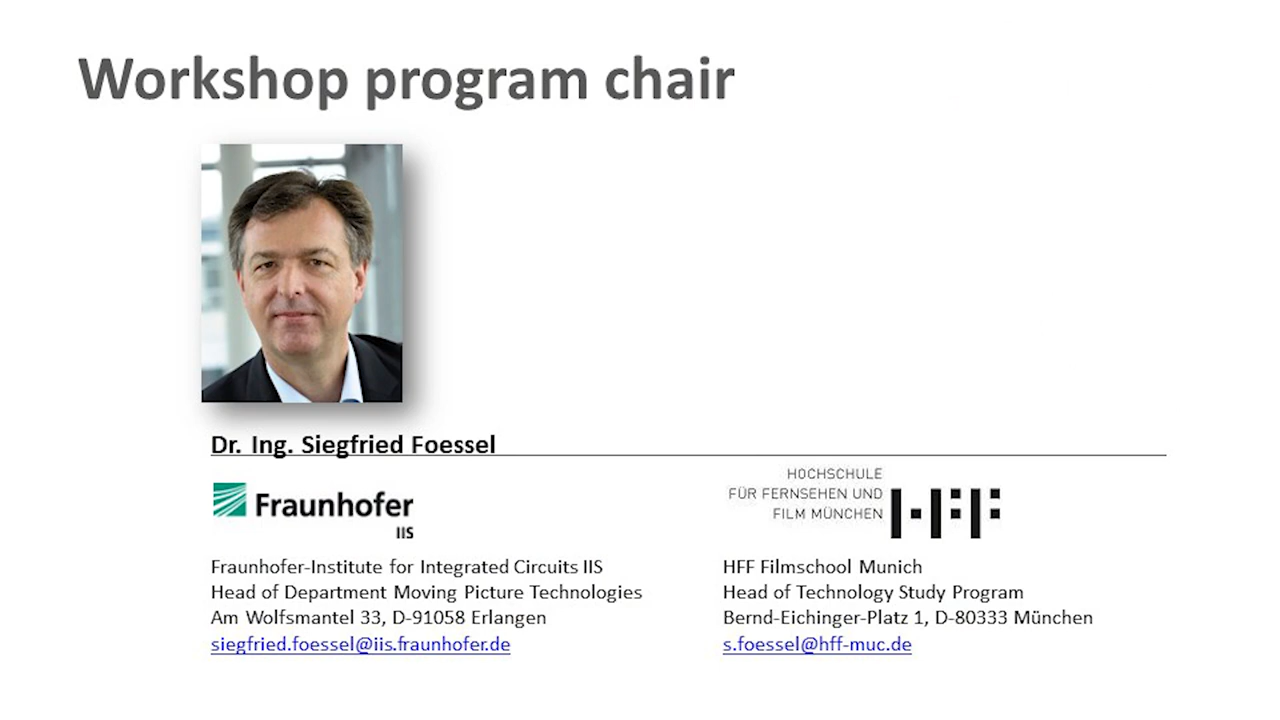 Workshop program chair
Dr. Ing. Siegfried Foessel
Fraunhofer
IIS
Fraunhofer-Institute for Integrated Circuits IIS
Head of Department Moving Picture Technologies
Am Wolfsmantel 33, D-91058 Erlangen
siegfried.foessel@iis.fraunhofer.de
HOCHSCHULE
FÜR FERNSEHEN UND
FILM MÜNCHEN
HFF
HFF Filmschool Munich
Head of Technology Study Program
Bernd-Eichinger-Platz 1, D-80333 München
s.foessel@hff-muc.de